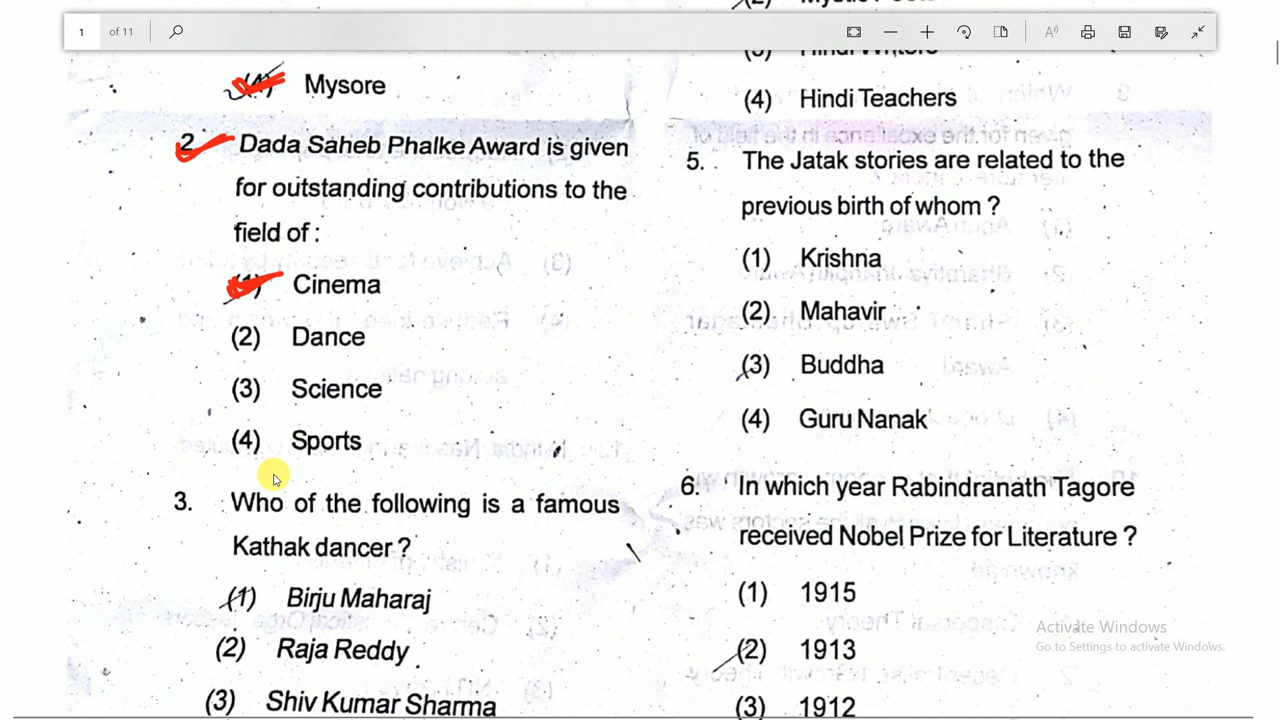 1 of 11
(4) Mysore
2. Dada Saheb Phalke Award is given
for outstanding contributions to the
field of :
(1) Cinema
(2) Dance
(3) Science
(4) Sports
3. Who of the following is a famous
Kathak dancer ?
(1) Birju Maharaj
(2) Raja Reddy
(3) Shiv Kumar Sharma
(4) Hindi Teachers
5. The Jatak stories are related to the
previous birth of whom ?
(1) Krishna
(2) Mahavir
(3) Buddha
(4) Guru Nanak
6. In which year Rabindranath Tagore
received Nobel Prize for Literature ?
(1) 1915
(2) 1913
(3) 1912
Activate Windows
Go to Settings to activate Windows.